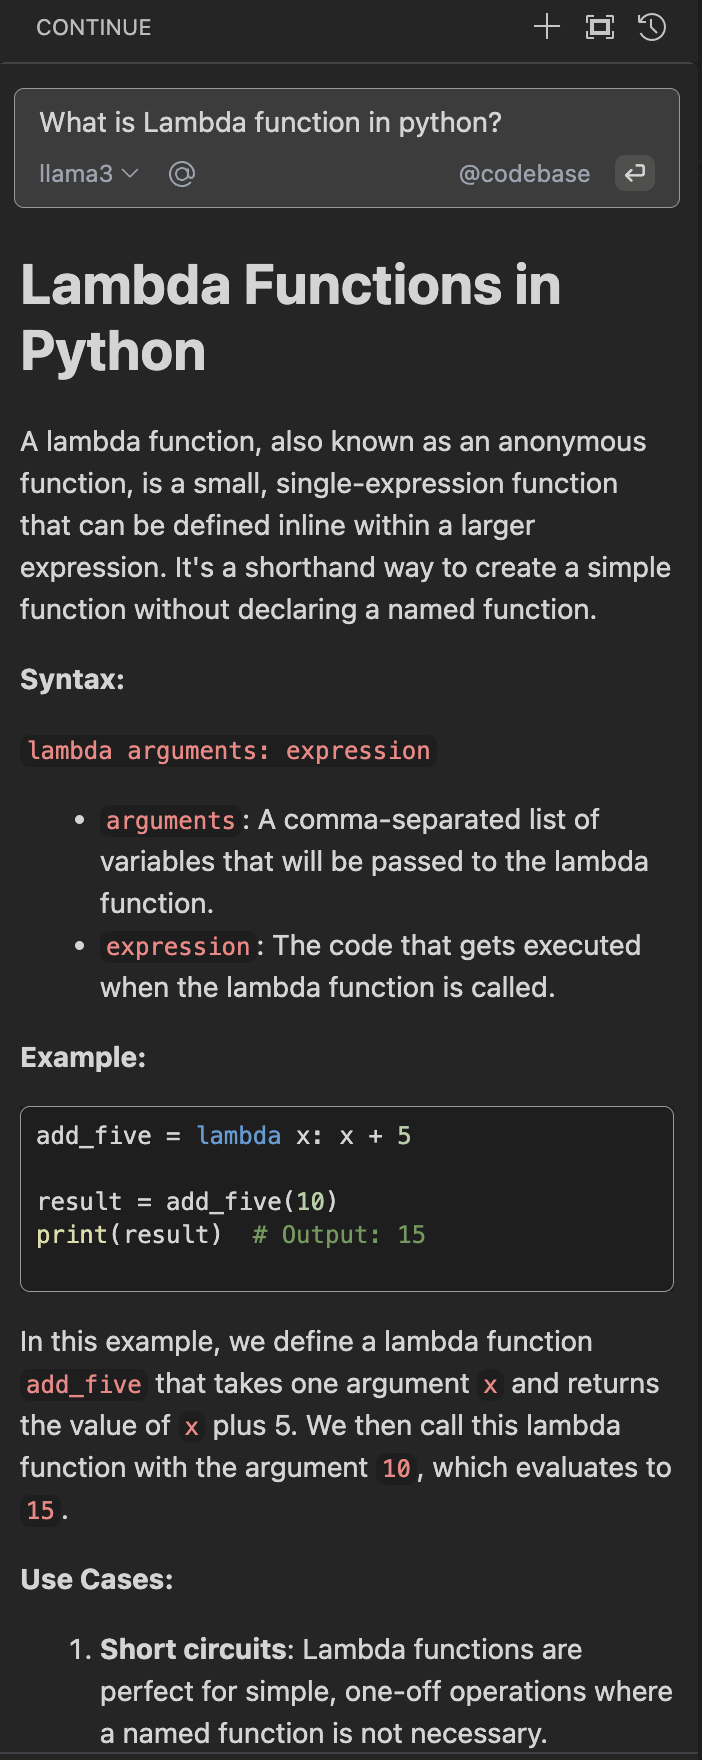 CONTINUE
What is Lambda function in python?
llama3 @ @codebase
Lambda Functions in
Python
A lambda function, also known as an anonymous
function, is a small, single-expression function
that can be defined inline within a larger
expression. It's a shorthand way to create a simple
function without declaring a named function.
Syntax:
lambda arguments: expression
• arguments: A comma-separated list of
variables that will be passed to the lambda
function.
• expression: The code that gets executed
when the lambda function is called.
Example:
add_five = lambda x: x + 5
result = add_five(10)
print(result)  # Output: 15
In this example, we define a lambda function
add_five that takes one argument x and returns
the value of x plus 5. We then call this lambda
function with the argument 10, which evaluates to
15.
Use Cases:
1. Short circuits: Lambda functions are
perfect for simple, one-off operations where
a named function is not necessary.